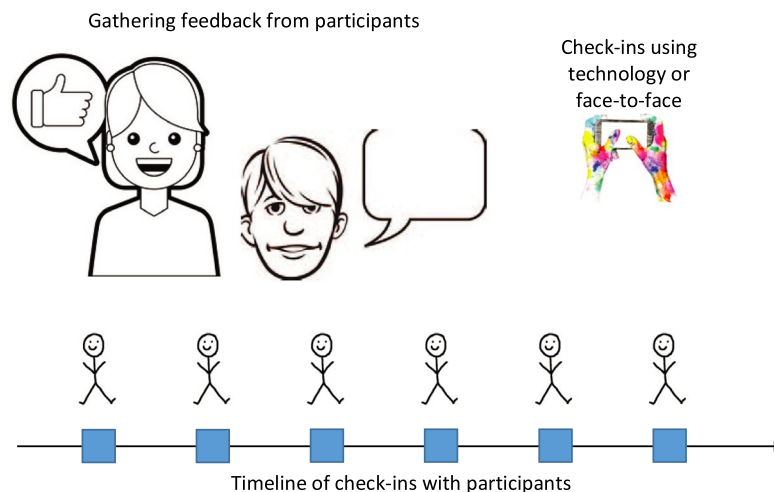 Gathering feedback from participants
Check-ins using
technology or
face-to-face
Timeline of check-ins with participants